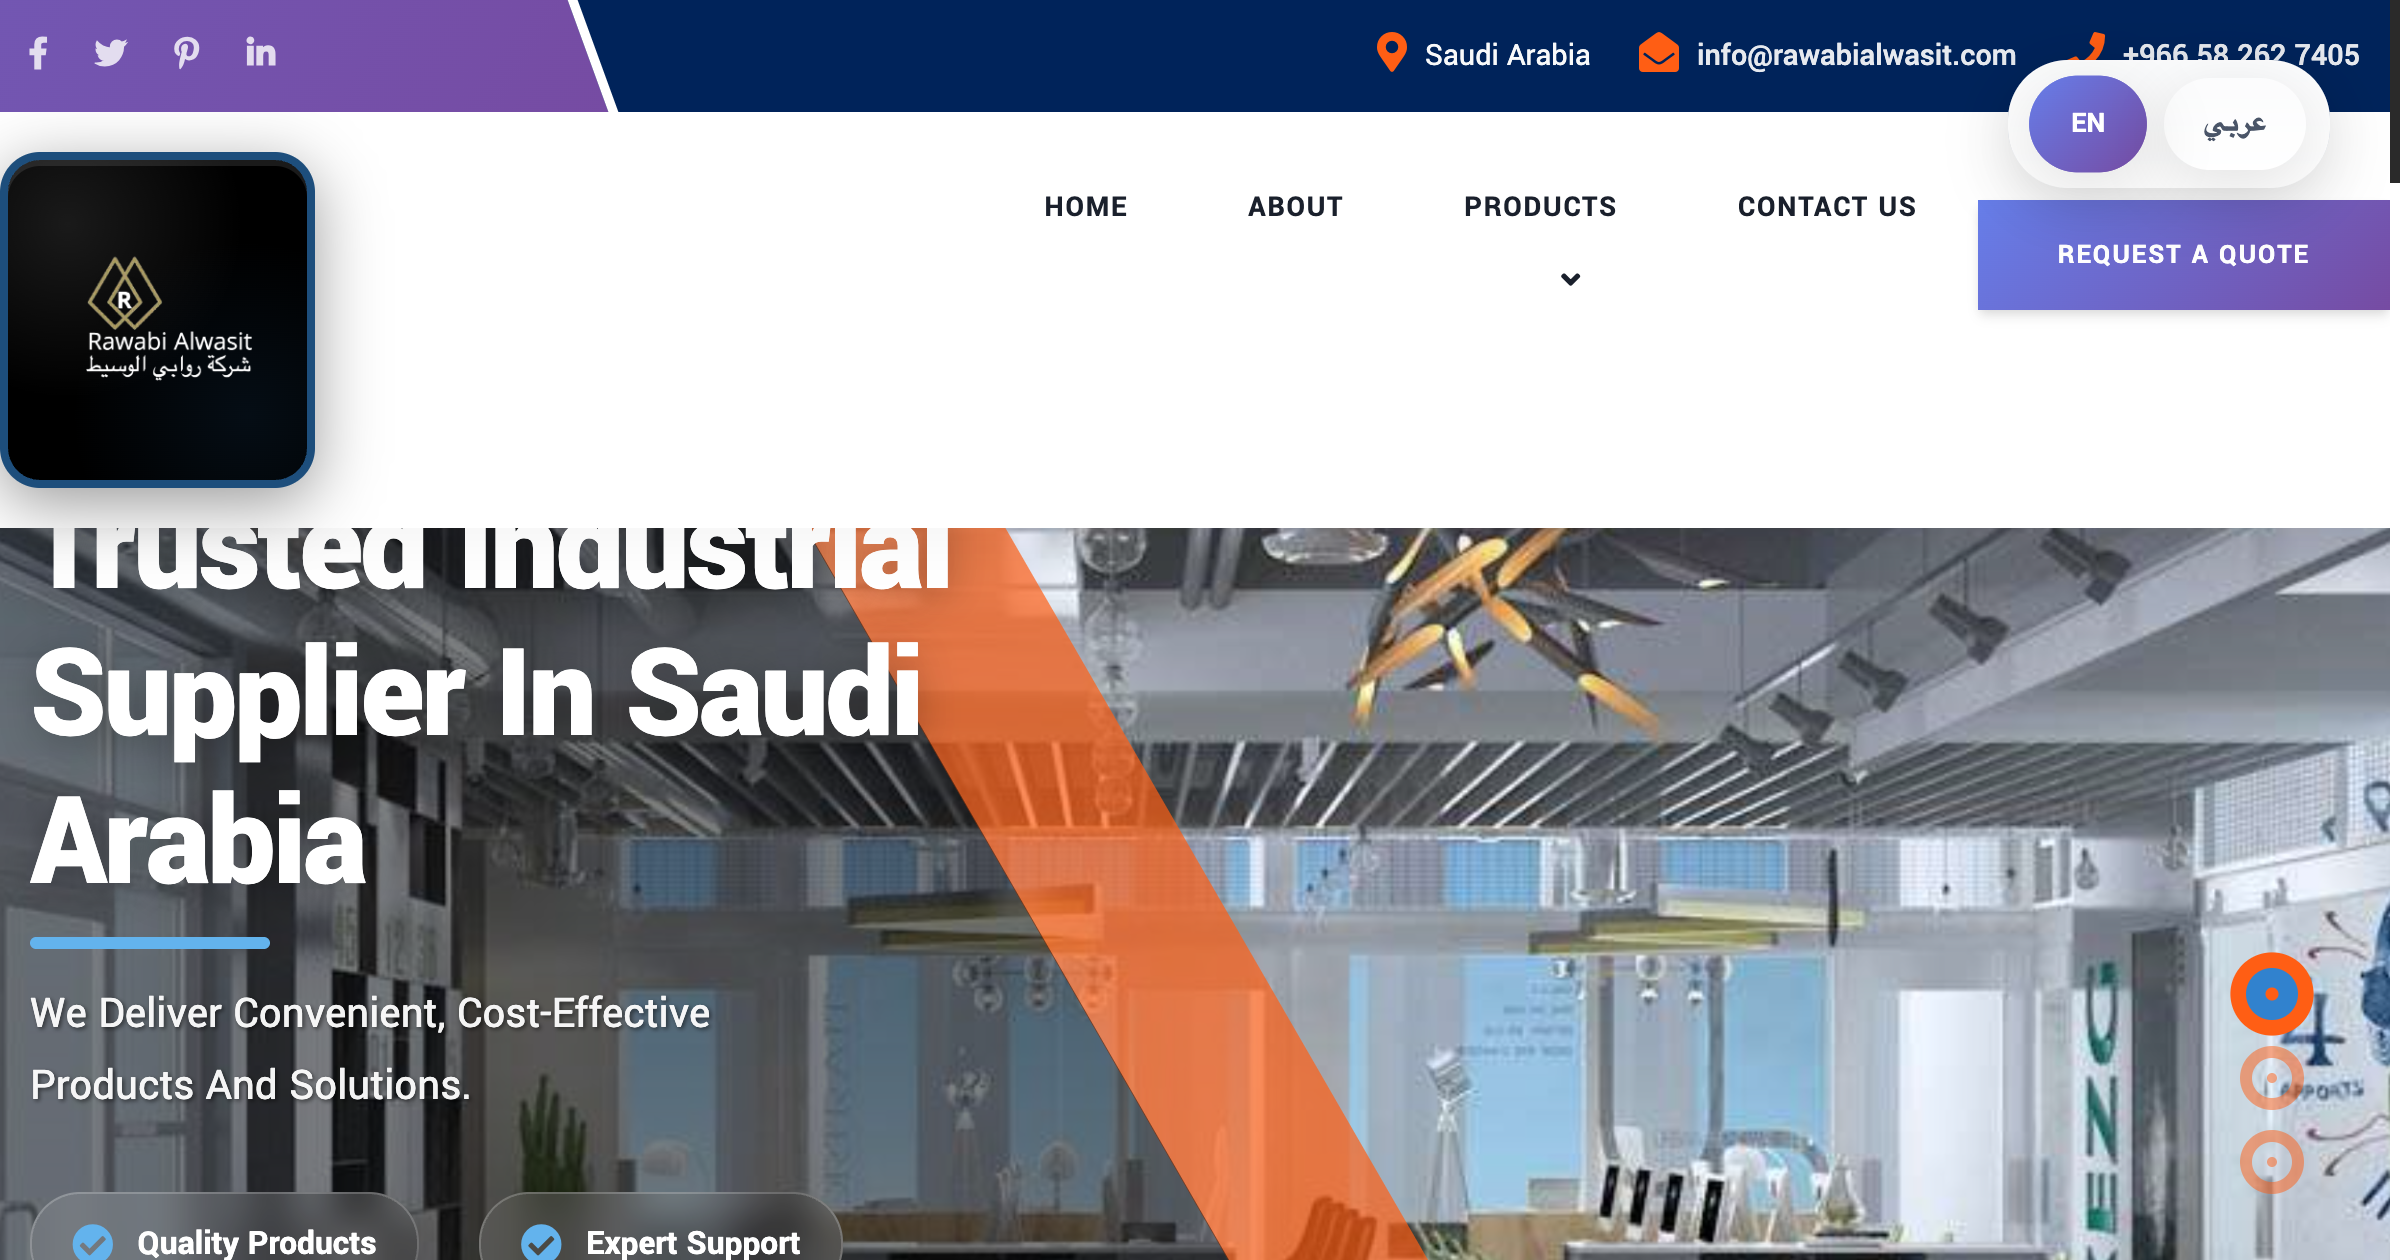 Saudi Arabia
info@rawabialwasit.com
+966 58 262 7405
EN
عربي
HOME
ABOUT
PRODUCTS
CONTACT US
REQUEST A QUOTE
R
Rawabi Alwasit
شركة روابي الوسيط
Trusted Industrial
Supplier In Saudi
Arabia
We Deliver Convenient, Cost-Effective
Products And Solutions.
Quality Products
Expert Support